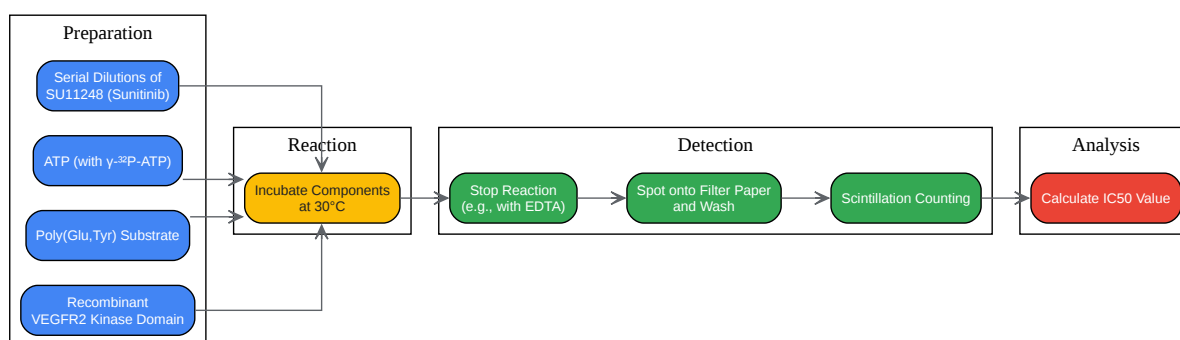 Preparation
Serial Dilutions of
SU11248 (Sunitinib)
ATP (with γ-³²P-ATP)
Poly(Glu,Tyr) Substrate
Recombinant
VEGFR2 Kinase Domain
Reaction
Incubate Components
at 30°C
Detection
Stop Reaction
(e.g., with EDTA)
Spot onto Filter Paper
and Wash
Scintillation Counting
Analysis
Calculate IC50 Value